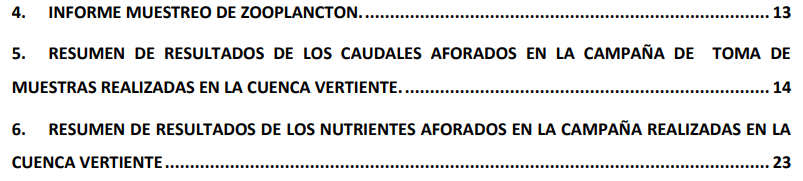 4. INFORME MUESTREO DE ZOOPLANCTON. ........ 13
5. RESUMEN DE RESULTADOS DE LOS CAUDALES AFORADOS EN LA CAMPAÑA DE TOMA DE
MUESTRAS REALIZADAS EN LA CUENCA VERTIENTE. ........ 14
6. RESUMEN DE RESULTADOS DE LOS NUTRIENTES AFORADOS EN LA CAMPAÑA REALIZADAS EN LA
CUENCA VERTIENTE ........ 23